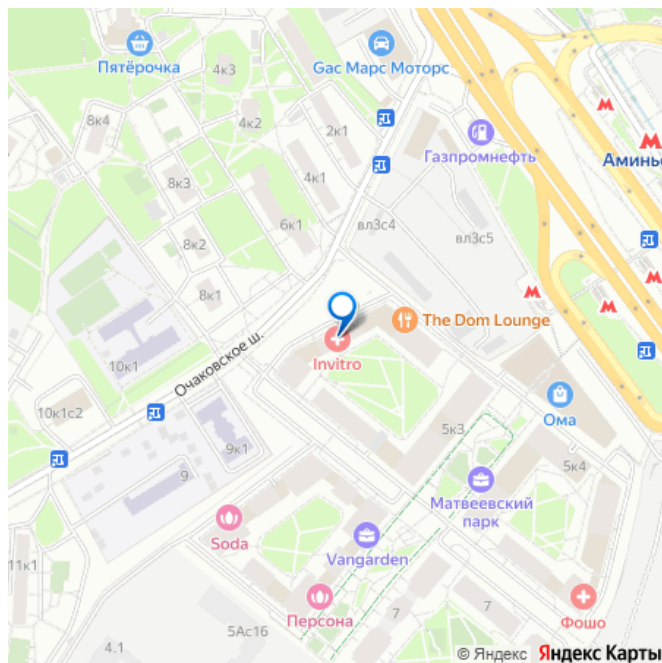 Пятёрочка
4к3
Gac Марс Моторс
8к4
4к2
2к1
Газпромнефть
Аминье
8к3
4к1
6к1
вл3с4
вл3с5
8к2
8к1
The Dom Lounge
Invitro
Очаковское ш.
10к1
10к1с2
Ома
5к3
9к1
5к4
9
Матвеевский
парк
Soda
Vangarden
Персона
7
7
Фошо
11к1
5Ас16
4.1
© Яндекс Яндекс Карты